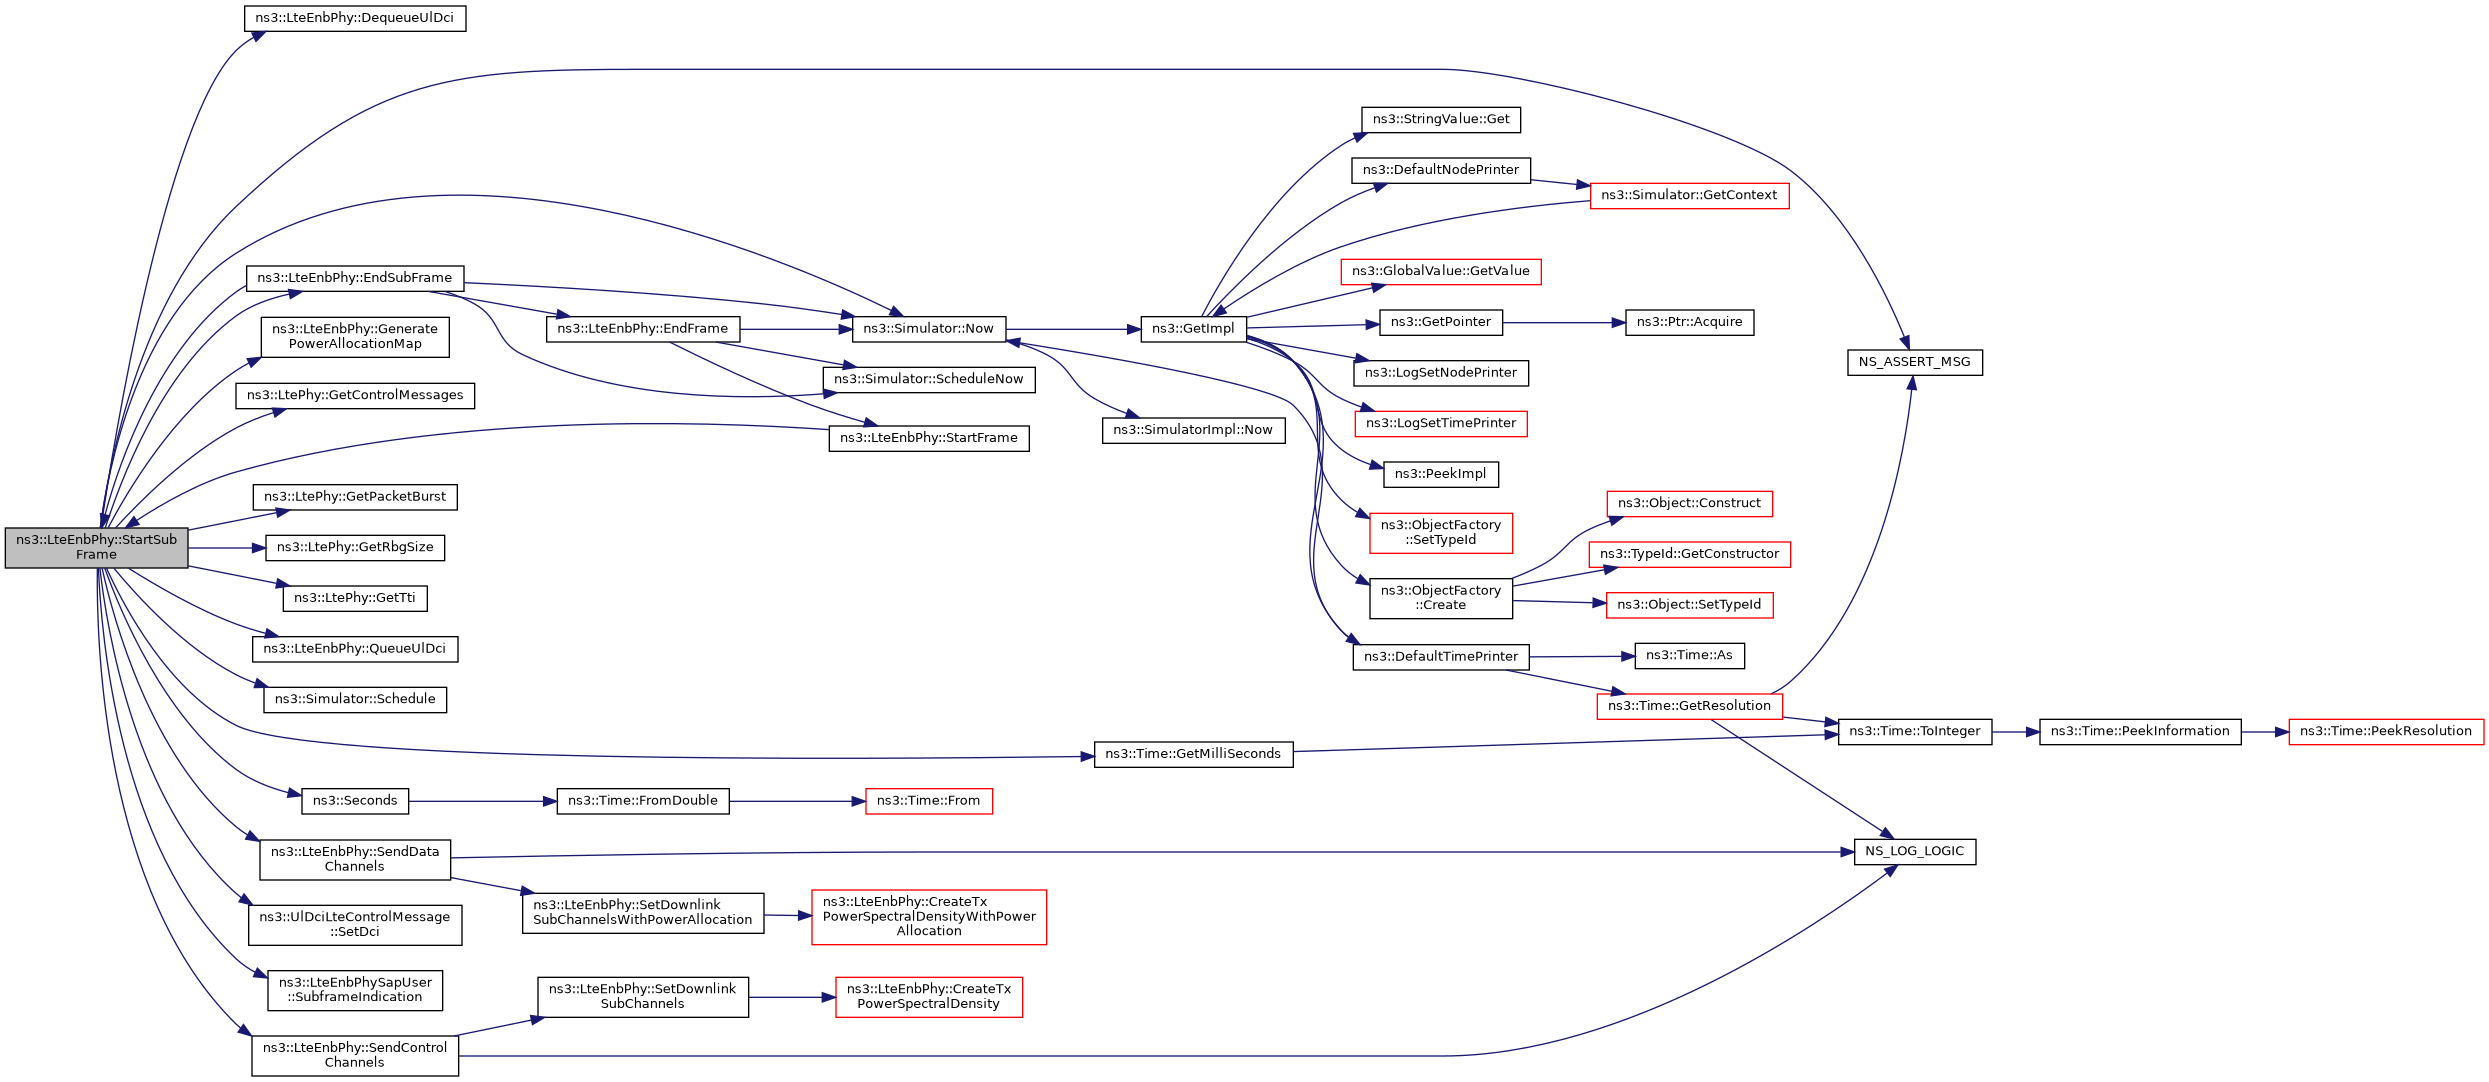 ns3::LteEnbPhy::DequeueUlDci
ns3::StringValue::Get
ns3::DefaultNodePrinter
ns3::Simulator::GetContext
ns3::LteEnbPhy::EndSubFrame
ns3::GlobalValue::GetValue
ns3::LteEnbPhy::Generate
PowerAllocationMap
ns3::LteEnbPhy::EndFrame
ns3::Simulator::Now
ns3::GetImpl
ns3::GetPointer
ns3::Ptr::Acquire
NS_ASSERT_MSG
ns3::LogSetNodePrinter
ns3::Simulator::ScheduleNow
ns3::LtePhy::GetControlMessages
ns3::LogSetTimePrinter
ns3::SimulatorImpl::Now
ns3::LteEnbPhy::StartFrame
ns3::PeekImpl
ns3::LtePhy::GetPacketBurst
ns3::Object::Construct
ns3::ObjectFactory
::SetTypeId
ns3::LteEnbPhy::StartSub
Frame
ns3::LtePhy::GetRbgSize
ns3::TypeId::GetConstructor
ns3::LtePhy::GetTti
ns3::ObjectFactory
::Create
ns3::Object::SetTypeId
ns3::LteEnbPhy::QueueUlDci
ns3::DefaultTimePrinter
ns3::Time::As
ns3::Simulator::Schedule
ns3::Time::GetResolution
ns3::Time::ToInteger
ns3::Time::PeekInformation
ns3::Time::PeekResolution
ns3::Time::GetMilliSeconds
ns3::Seconds
ns3::Time::FromDouble
ns3::Time::From
ns3::LteEnbPhy::SendData
Channels
NS_LOG_LOGIC
ns3::LteEnbPhy::SetDownlink
SubChannelsWithPowerAllocation
ns3::LteEnbPhy::CreateTx
PowerSpectralDensityWithPower
Allocation
ns3::UlDciLteControlMessage
::SetDci
ns3::LteEnbPhySapUser
::SubframeIndication
ns3::LteEnbPhy::SetDownlink
SubChannels
ns3::LteEnbPhy::CreateTx
PowerSpectralDensity
ns3::LteEnbPhy::SendControl
Channels